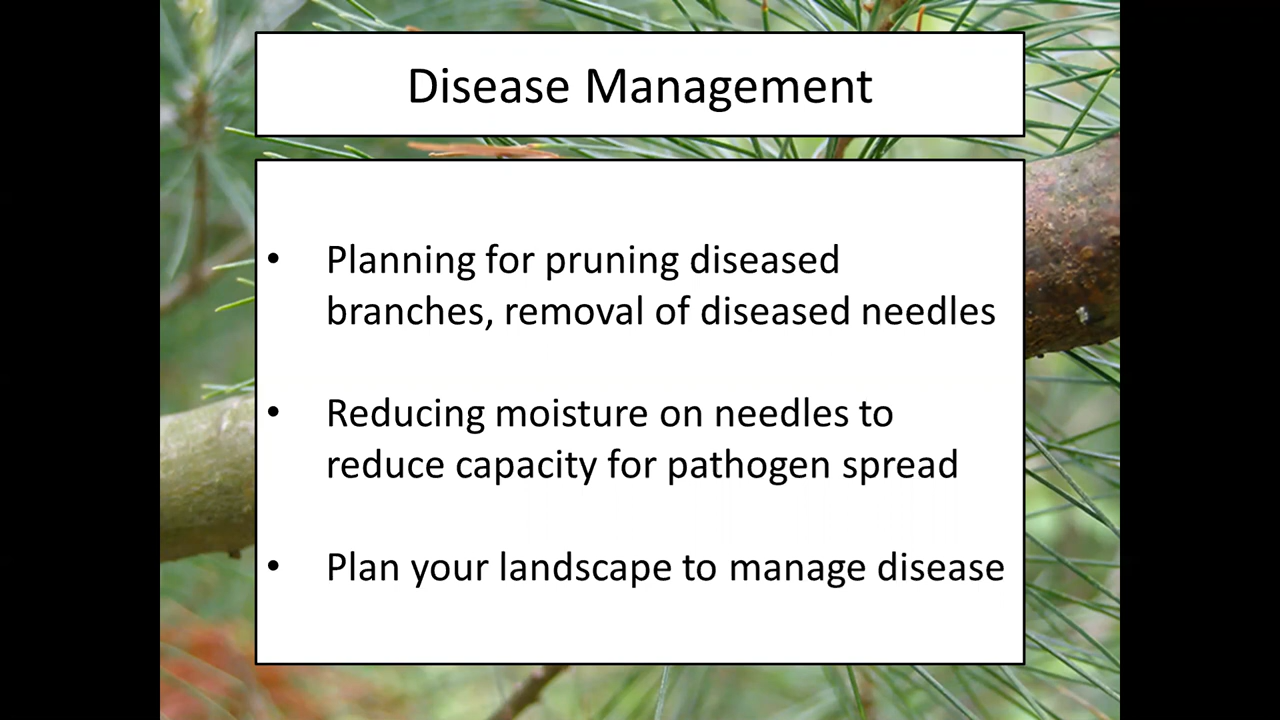 Disease Management
• Planning for pruning diseased
branches, removal of diseased needles
• Reducing moisture on needles to
reduce capacity for pathogen spread
• Plan your landscape to manage disease